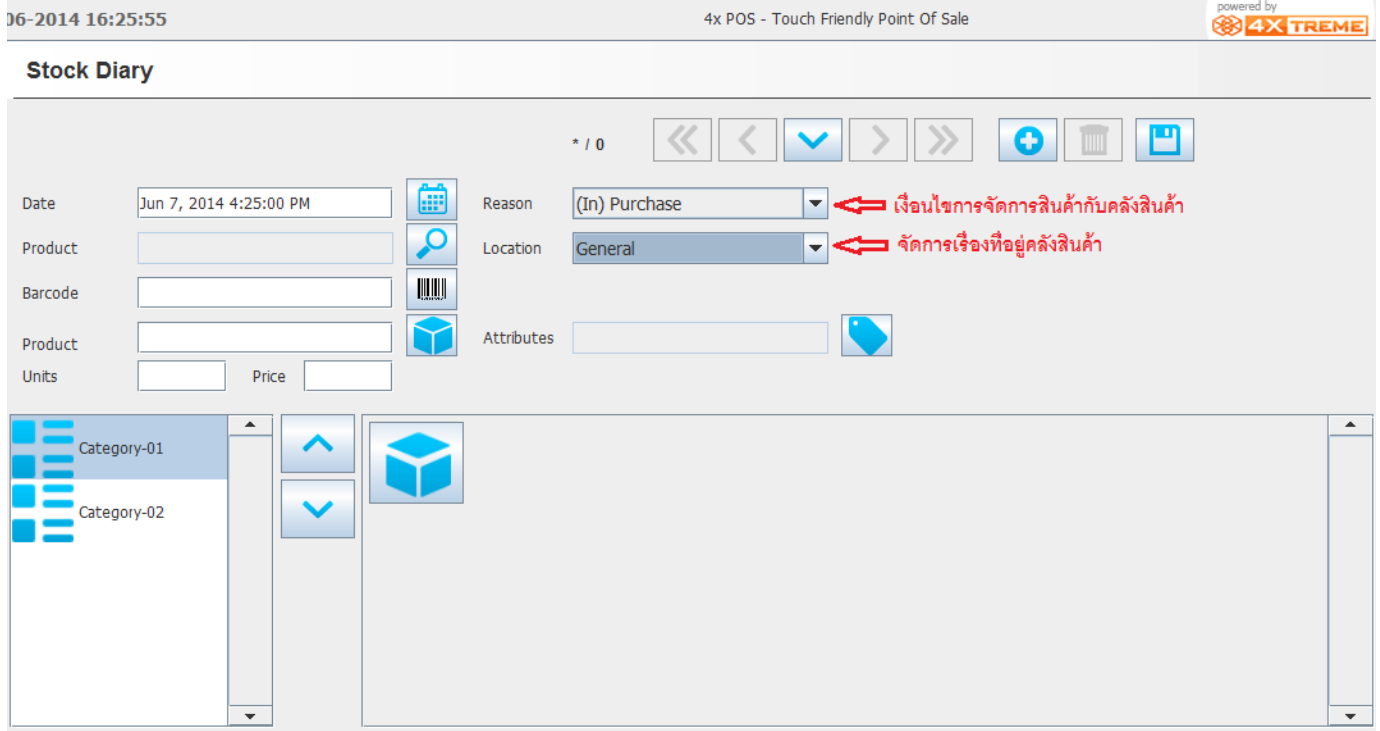 06-2014 16:25:55
4x POS - Touch Friendly Point Of Sale
powered by
4XTREME
Stock Diary
* / 0
Date
Jun 7, 2014 4:25:00 PM
Reason
(In) Purchase
เงื่อนไขการจัดการสินค้ากับคลังสินค้า
Product
Location
General
จัดการเรื่องที่อยู่คลังสินค้า
Barcode
Product
Attributes
Units
Price
Category-01
Category-02